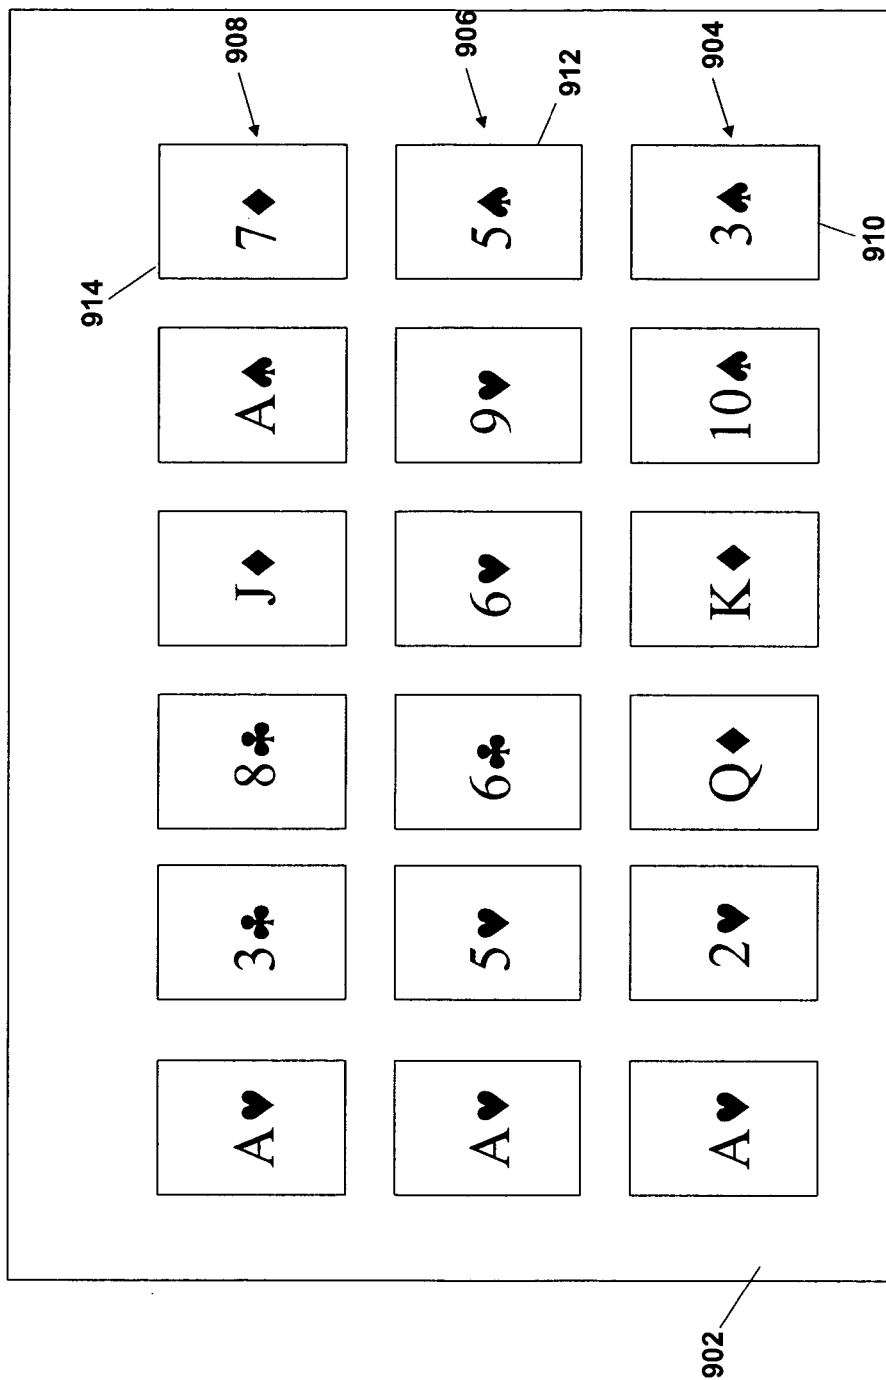 914
A♥ 3♣ 8♣ J♦ A♠ 7♦ 908
A♥ 5♥ 6♣ 6♥ 9♥ 5♠ 906
912
902 A♥ 2♥ Q♦ K♦ 10♠ 3♠ 904
910